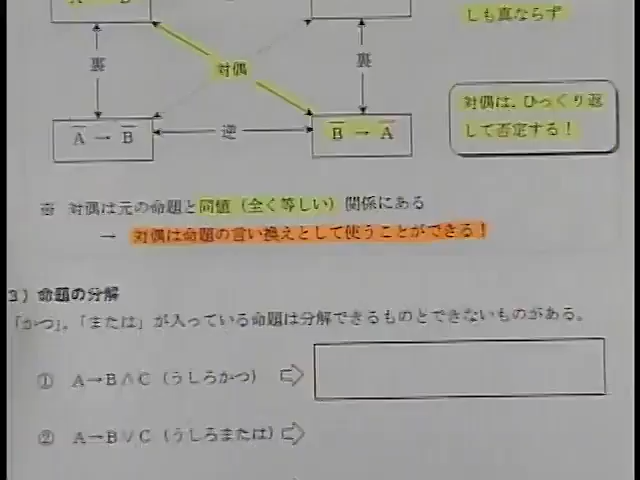 A → B
しも真ならず
裏
対偶
裏
対偶は、ひっくり返
して否定する!
A̅ → B̅
逆
B̅ → A̅
※ 対偶は元の命題と同値(全く等しい)関係にある
→ 対偶は命題の言い換えとして使うことができる!
3)命題の分解
「かつ」,「または」が入っている命題は分解できるものとできないものがある。
① A→B∧C(うしろかつ) ⇨
② A→B∨C(うしろまたは) ⇨